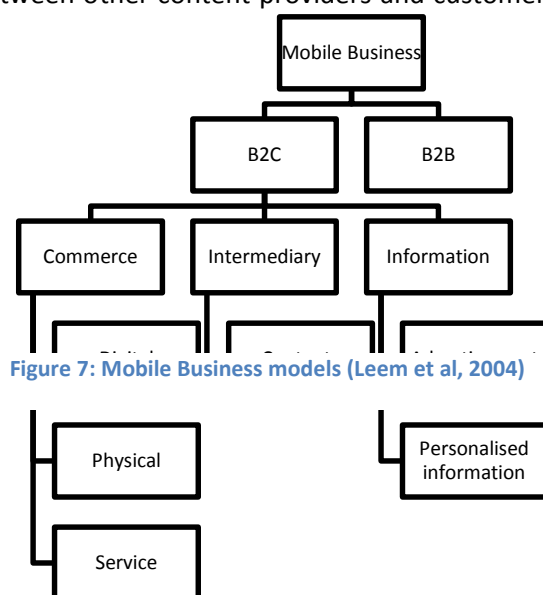 tween other content providers and customer
Mobile Business
B2C
B2B
Commerce
Intermediary
Information
Figure 7: Mobile Business models (Leem et al, 2004)
Physical
Personalised
information
Service